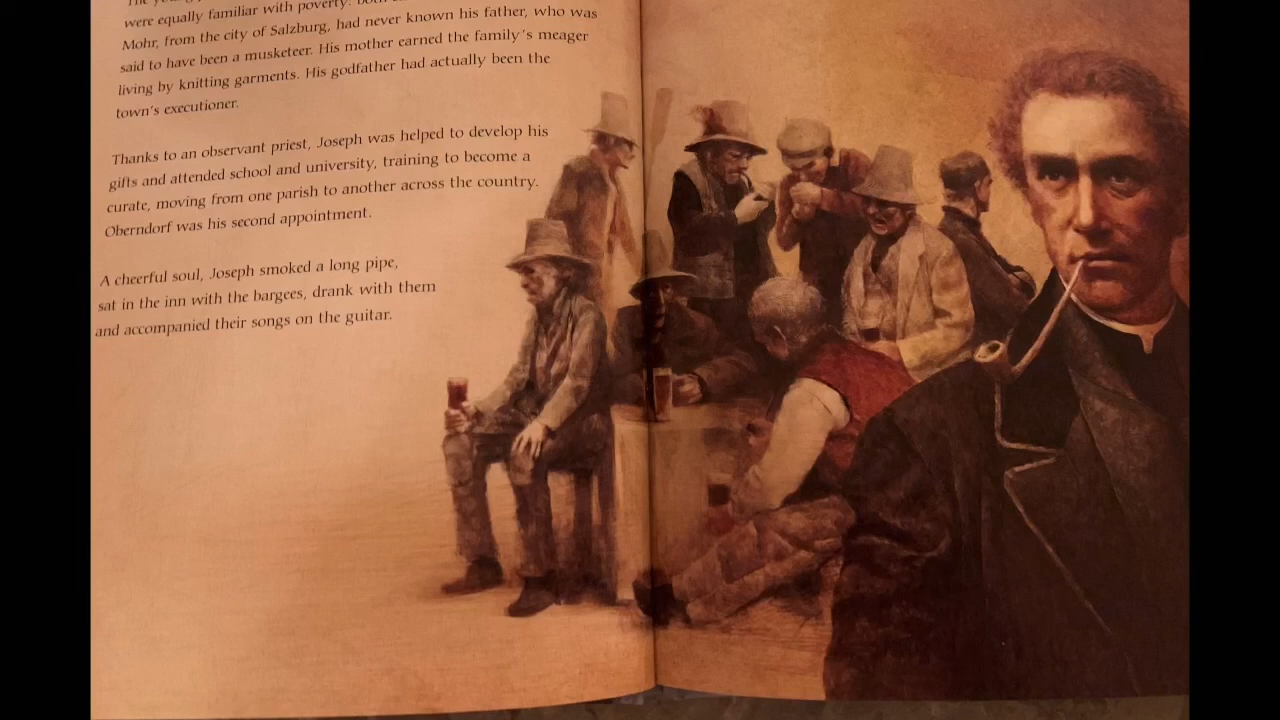 The young
were equally familiar with poverty: both
Mohr, from the city of Salzburg, had never known his father, who was
said to have been a musketeer. His mother earned the family's meager
living by knitting garments. His godfather had actually been the
town's executioner.
Thanks to an observant priest, Joseph was helped to develop his
gifts and attended school and university, training to become a
curate, moving from one parish to another across the country.
Oberndorf was his second appointment.
A cheerful soul, Joseph smoked a long pipe,
sat in the inn with the bargees, drank with them
and accompanied their songs on the guitar.